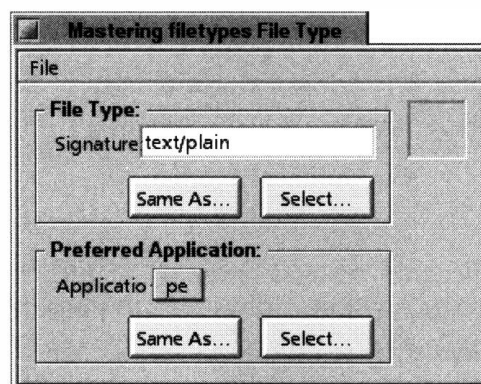 Mastering filetypes File Type
File
File Type:
Signature text/plain
Same As... Select...
Preferred Application:
Applicatio pe
Same As... Select...